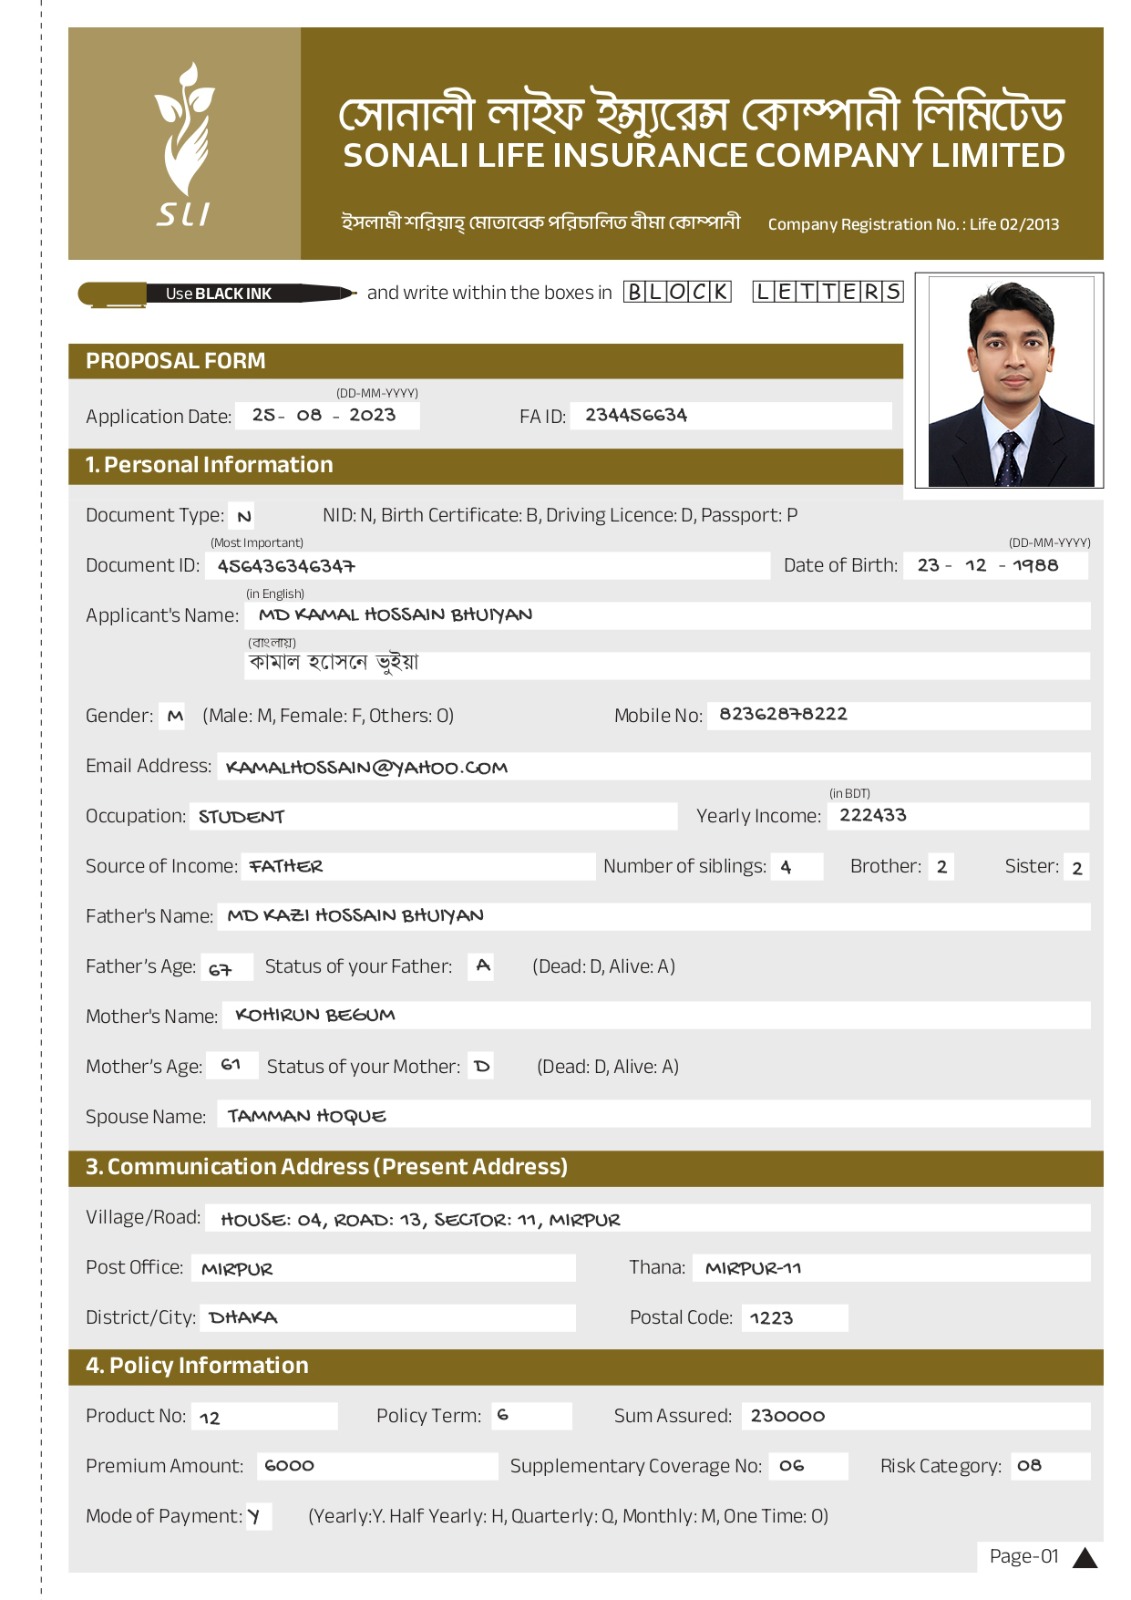 সোনালী লাইফ ইন্স্যুরেন্স কোম্পানী লিমিটেড
SONALI LIFE INSURANCE COMPANY LIMITED
SLI
ইসলামী শরিয়াহ্ মোতাবেক পরিচালিত বীমা কোম্পানী Company Registration No. : Life 02/2013
Use BLACK INK and write within the boxes in BLOCK LETTERS
PROPOSAL FORM
(DD-MM-YYYY)
Application Date: 25- 08 - 2023 FA ID: 234456634
1. Personal Information
Document Type: N NID: N, Birth Certificate: B, Driving Licence: D, Passport: P
(Most Important) (DD-MM-YYYY)
Document ID: 456436346347 Date of Birth: 23 - 12 - 1988
(in English)
Applicant's Name: MD KAMAL HOSSAIN BHUIYAN
(বাংলায়)
কামাল হাোসনে ভুইয়া
Gender: M (Male: M, Female: F, Others: O) Mobile No: 82362878222
Email Address: KAMALHOSSAIN@YAHOO.COM
(in BDT)
Occupation: STUDENT Yearly Income: 222433
Source of Income: FATHER Number of siblings: 4 Brother: 2 Sister: 2
Father's Name: MD KAZI HOSSAIN BHUIYAN
Father's Age: 67 Status of your Father: A (Dead: D, Alive: A)
Mother's Name: KOHIRUN BEGUM
Mother's Age: 61 Status of your Mother: D (Dead: D, Alive: A)
Spouse Name: TAMMAN HOQUE
3. Communication Address (Present Address)
Village/Road: HOUSE: 04, ROAD: 13, SECTOR: 11, MIRPUR
Post Office: MIRPUR Thana: MIRPUR-11
District/City: DHAKA Postal Code: 1223
4. Policy Information
Product No: 12 Policy Term: 6 Sum Assured: 230000
Premium Amount: 6000 Supplementary Coverage No: 06 Risk Category: 08
Mode of Payment: Y (Yearly:Y. Half Yearly: H, Quarterly: Q, Monthly: M, One Time: O)
Page-01